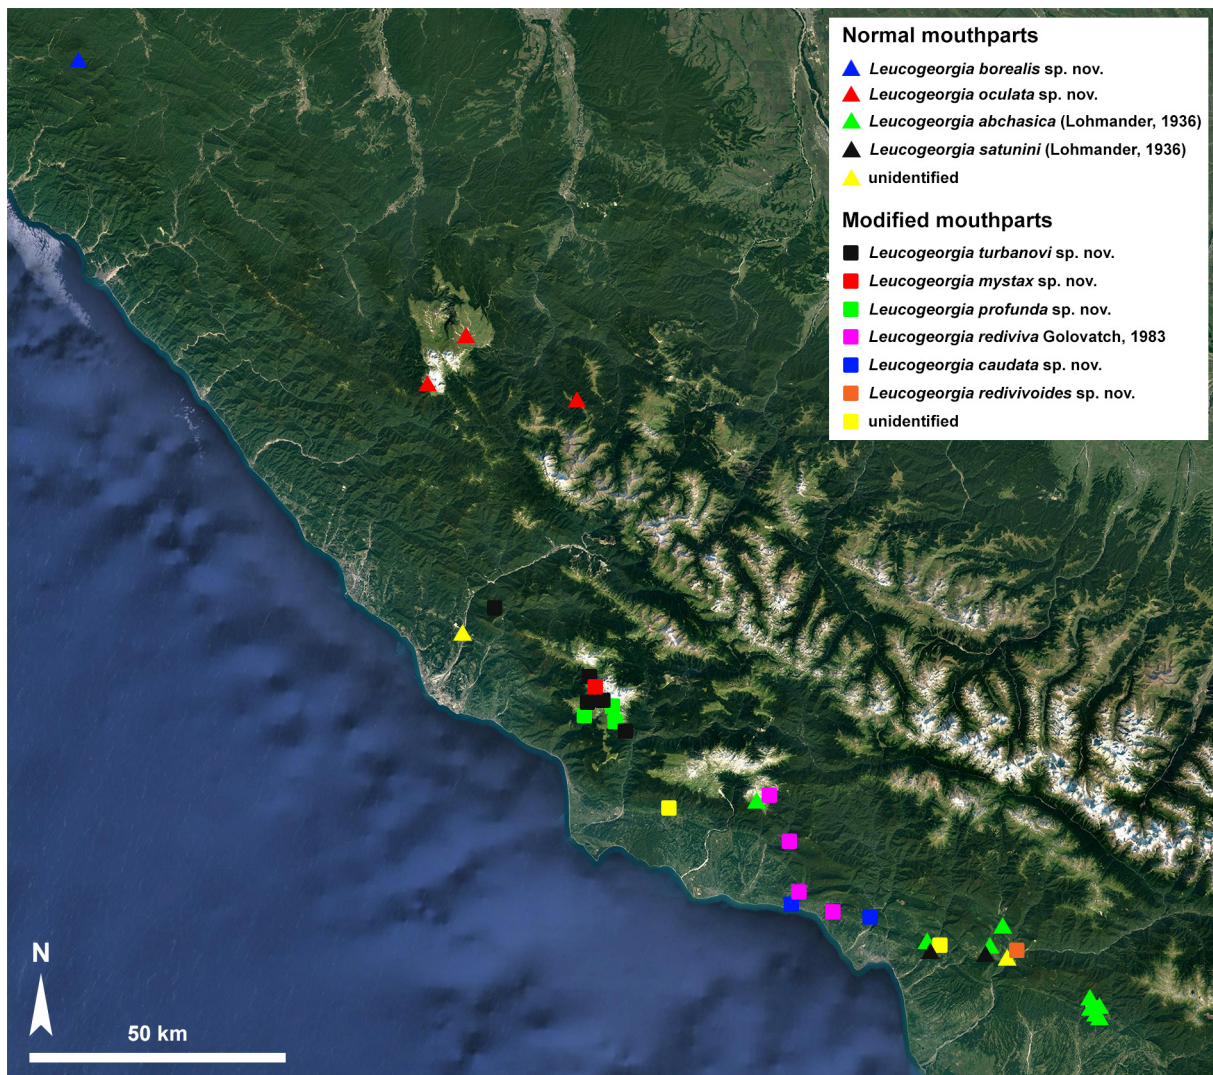 Normal mouthparts
Leucogeorgia borealis sp. nov.
Leucogeorgia oculata sp. nov.
Leucogeorgia abchasica (Lohmander, 1936)
Leucogeorgia satunini (Lohmander, 1936)
unidentified
Modified mouthparts
Leucogeorgia turbanovi sp. nov.
Leucogeorgia mystax sp. nov.
Leucogeorgia profunda sp. nov.
Leucogeorgia rediviva Golovatch, 1983
Leucogeorgia caudata sp. nov.
Leucogeorgia redivivoides sp. nov.
unidentified
N
50 km